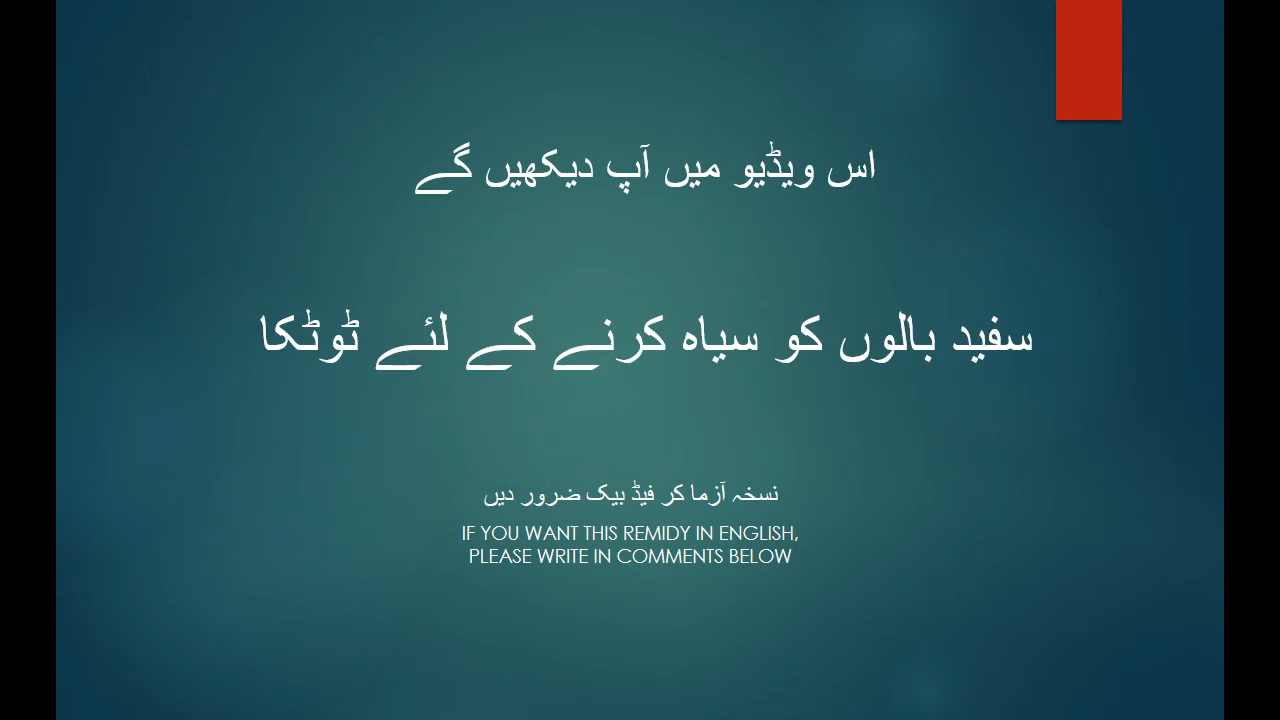 اس ویڈیو میں آپ دیکھیں گے
سفید بالوں کو سیاہ کرنے کے لئے ٹوٹکا
نسخہ آزما کر فیڈ بیک ضرور دیں
IF YOU WANT THIS REMIDY IN ENGLISH,
PLEASE WRITE IN COMMENTS BELOW